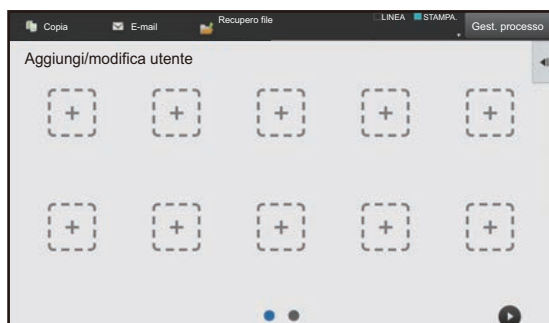 Copia
E-mail
Recupero file
LINEA
STAMPA.
Gest. processo
Aggiungi/modifica utente